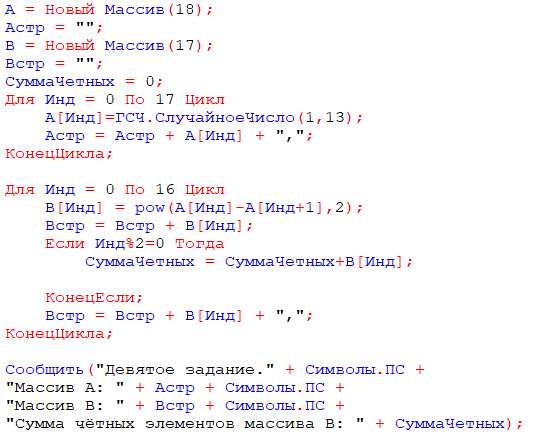 А = Новый Массив(18);
Астр = "";
В = Новый Массив(17);
Встр = "";
СуммаЧетных = 0;
Для Инд = 0 По 17 Цикл
    А[Инд]=ГСЧ.СлучайноеЧисло(1,13);
    Астр = Астр + А[Инд] + ",";
КонецЦикла;

Для Инд = 0 По 16 Цикл
    В[Инд] = pow(А[Инд]-А[Инд+1],2);
    Встр = Встр + В[Инд];
    Если Инд%2=0 Тогда
        СуммаЧетных = СуммаЧетных+В[Инд];

    КонецЕсли;
    Встр = Встр + В[Инд] + ",";
КонецЦикла;

Сообщить("Девятое задание." + Символы.ПС +
"Массив А: " + Астр + Символы.ПС +
"Массив В: " + Встр + Символы.ПС +
"Сумма чётных элементов массива В: " + СуммаЧетных);